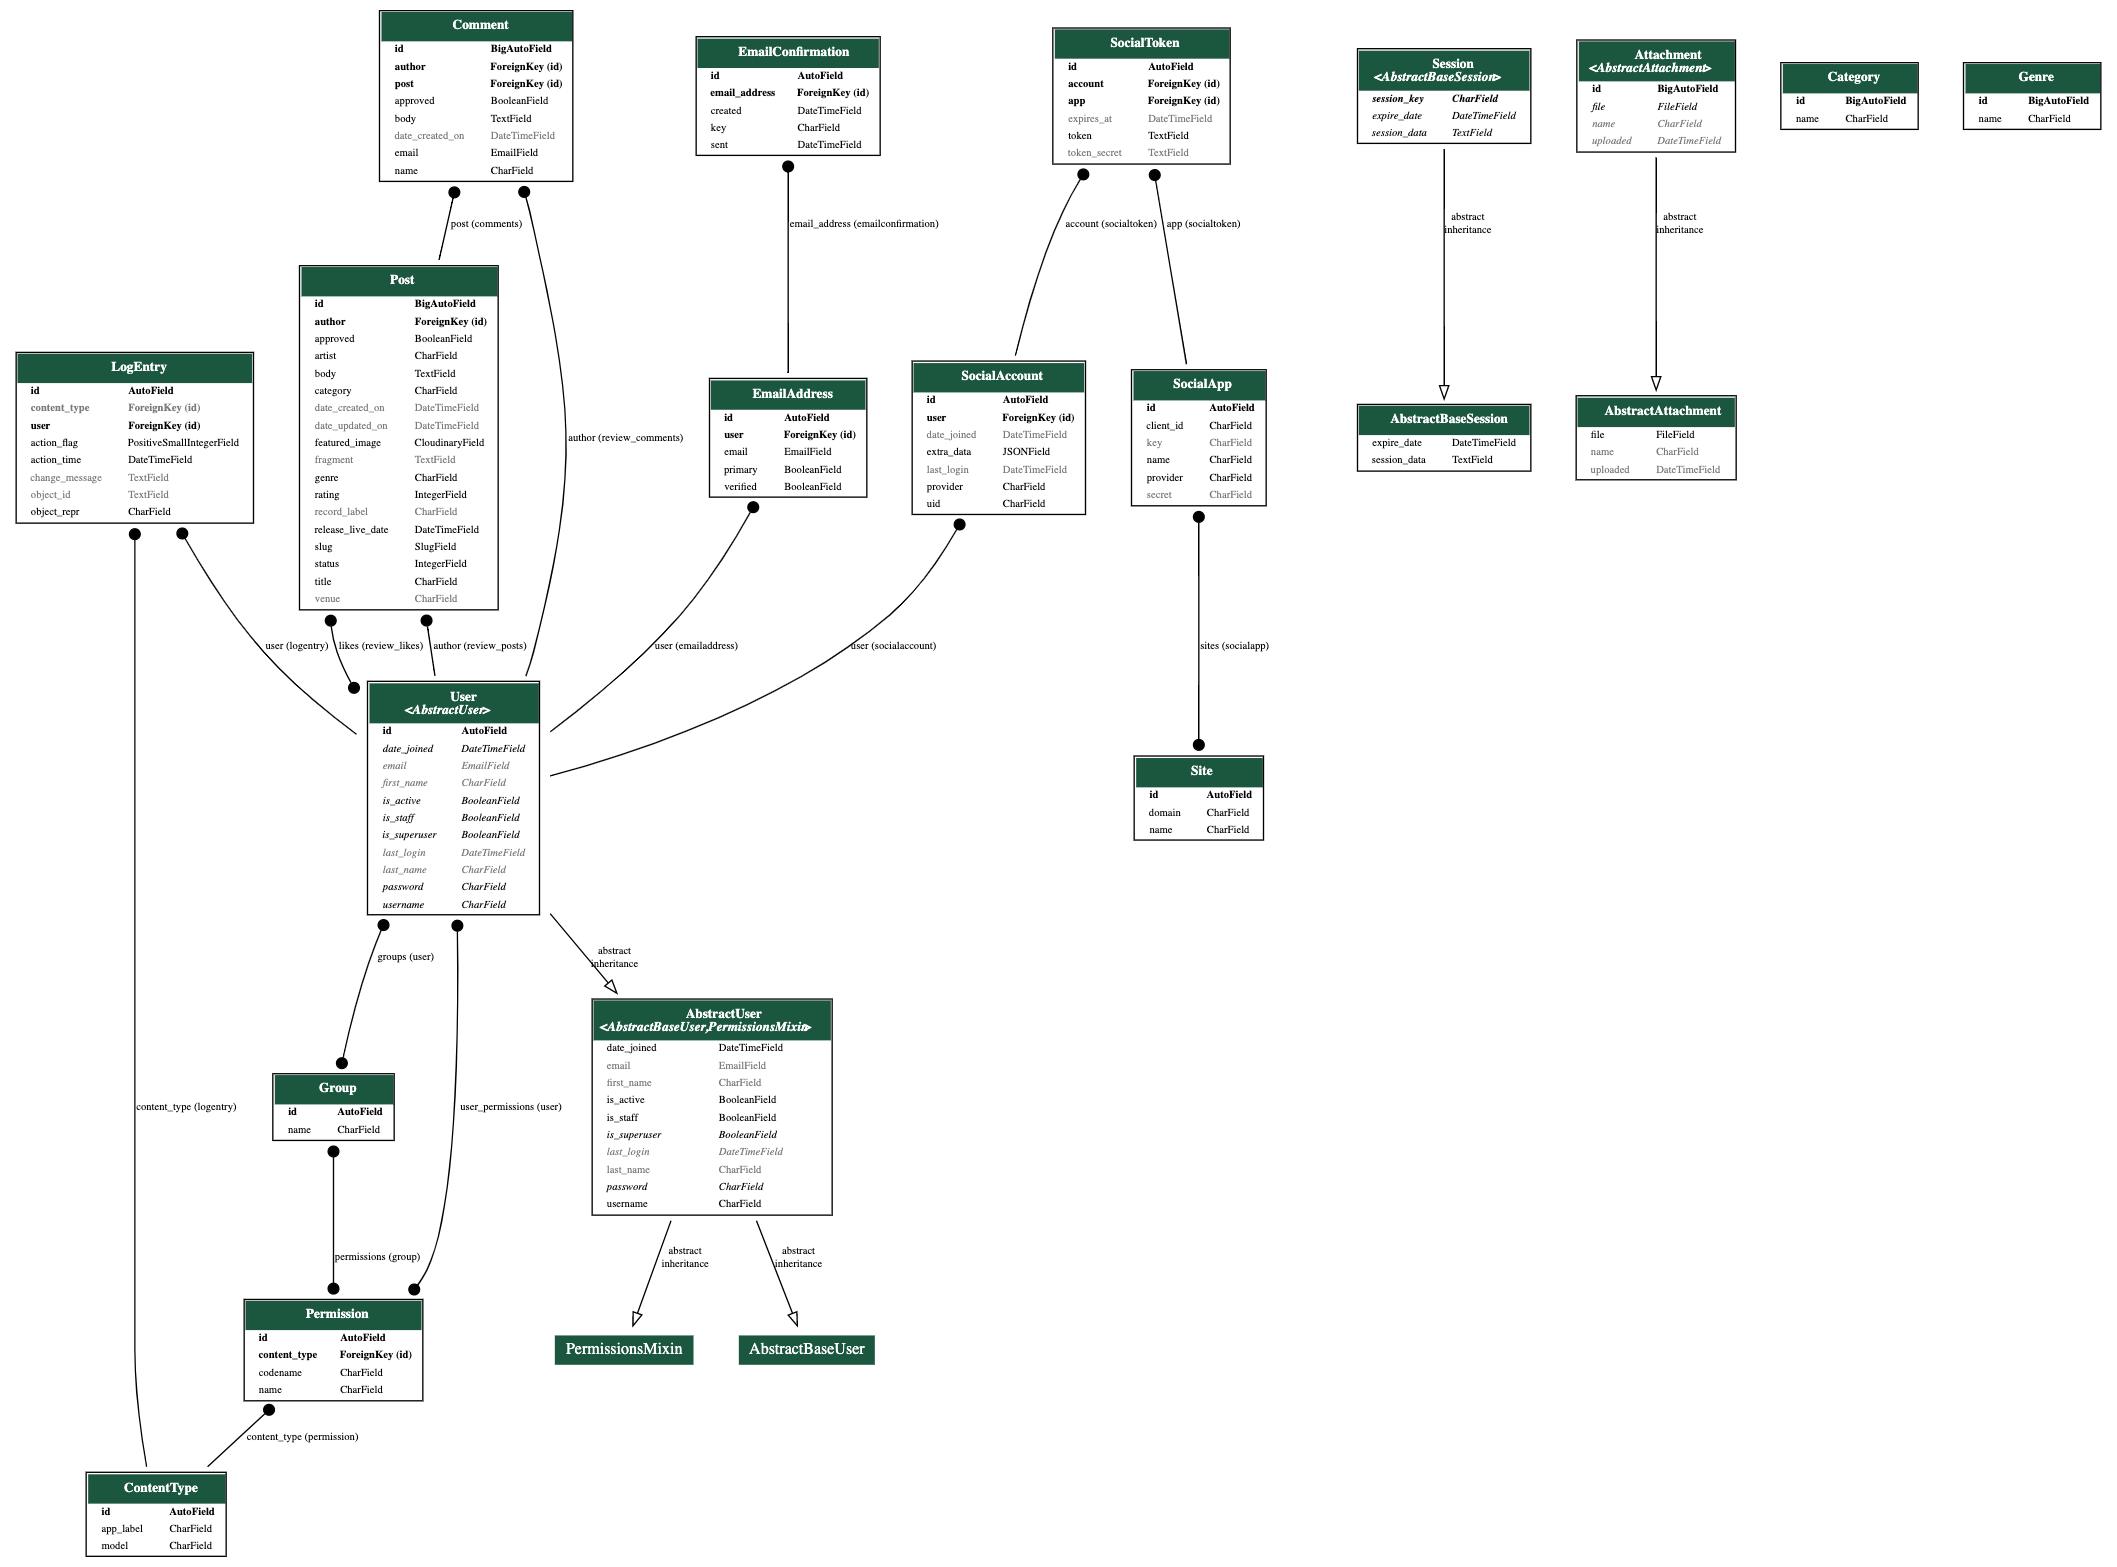 Comment
id BigAutoField
author ForeignKey (id)
post ForeignKey (id)
approved BooleanField
body TextField
date_created_on DateTimeField
email EmailField
name CharField
EmailConfirmation
id AutoField
email_address ForeignKey (id)
created DateTimeField
key CharField
sent DateTimeField
SocialToken
id AutoField
account ForeignKey (id)
app ForeignKey (id)
expires_at DateTimeField
token TextField
token_secret TextField
Session
<AbstractBaseSession>
session_key CharField
expire_date DateTimeField
session_data TextField
Attachment
<AbstractAttachment>
id BigAutoField
file FileField
name CharField
uploaded DateTimeField
Category
id BigAutoField
name CharField
Genre
id BigAutoField
name CharField
post (comments)
email_address (emailconfirmation)
account (socialtoken)
app (socialtoken)
abstract
inheritance
abstract
inheritance
Post
id BigAutoField
author ForeignKey (id)
approved BooleanField
artist CharField
body TextField
category CharField
date_created_on DateTimeField
date_updated_on DateTimeField
featured_image CloudinaryField
fragment TextField
genre CharField
rating IntegerField
record_label CharField
release_live_date DateTimeField
slug SlugField
status IntegerField
title CharField
venue CharField
LogEntry
id AutoField
content_type ForeignKey (id)
user ForeignKey (id)
action_flag PositiveSmallIntegerField
action_time DateTimeField
change_message TextField
object_id TextField
object_repr CharField
author (review_comments)
EmailAddress
id AutoField
user ForeignKey (id)
email EmailField
primary BooleanField
verified BooleanField
SocialAccount
id AutoField
user ForeignKey (id)
date_joined DateTimeField
extra_data JSONField
last_login DateTimeField
provider CharField
uid CharField
SocialApp
id AutoField
client_id CharField
key CharField
name CharField
provider CharField
secret CharField
AbstractBaseSession
expire_date DateTimeField
session_data TextField
AbstractAttachment
file FileField
name CharField
uploaded DateTimeField
user (logentry)
likes (review_likes)
author (review_posts)
user (emailaddress)
user (socialaccount)
sites (socialapp)
User
<AbstractUser>
id AutoField
date_joined DateTimeField
email EmailField
first_name CharField
is_active BooleanField
is_staff BooleanField
is_superuser BooleanField
last_login DateTimeField
last_name CharField
password CharField
username CharField
Site
id AutoField
domain CharField
name CharField
groups (user)
abstract
inheritance
AbstractUser
<AbstractBaseUser,PermissionsMixin>
date_joined DateTimeField
email EmailField
first_name CharField
is_active BooleanField
is_staff BooleanField
is_superuser BooleanField
last_login DateTimeField
last_name CharField
password CharField
username CharField
Group
id AutoField
name CharField
content_type (logentry)
user_permissions (user)
permissions (group)
abstract
inheritance
abstract
inheritance
Permission
id AutoField
content_type ForeignKey (id)
codename CharField
name CharField
PermissionsMixin
AbstractBaseUser
content_type (permission)
ContentType
id AutoField
app_label CharField
model CharField